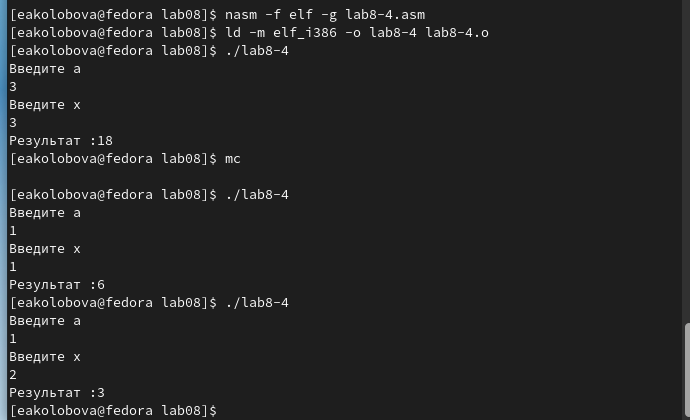 [eakolobova@fedora lab08]$ nasm -f elf -g lab8-4.asm
[eakolobova@fedora lab08]$ ld -m elf_i386 -o lab8-4 lab8-4.o
[eakolobova@fedora lab08]$ ./lab8-4
Введите а
3
Введите х
3
Результат :18
[eakolobova@fedora lab08]$ mc

[eakolobova@fedora lab08]$ ./lab8-4
Введите а
1
Введите х
1
Результат :6
[eakolobova@fedora lab08]$ ./lab8-4
Введите а
1
Введите х
2
Результат :3
[eakolobova@fedora lab08]$